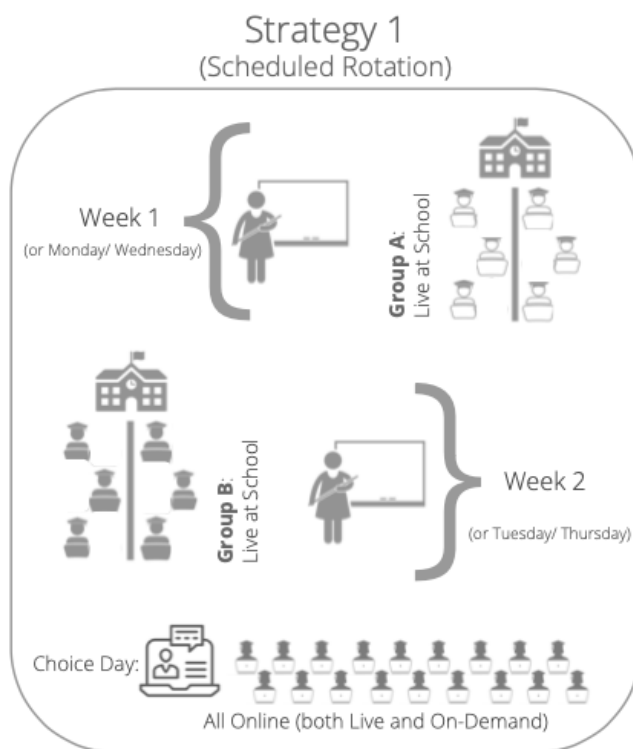 Strategy 1
(Scheduled Rotation)
Week 1
(or Monday/ Wednesday)
Group A:
Live at School
Group B:
Live at School
Week 2
(or Tuesday/ Thursday)
Choice Day:
All Online (both Live and On-Demand)